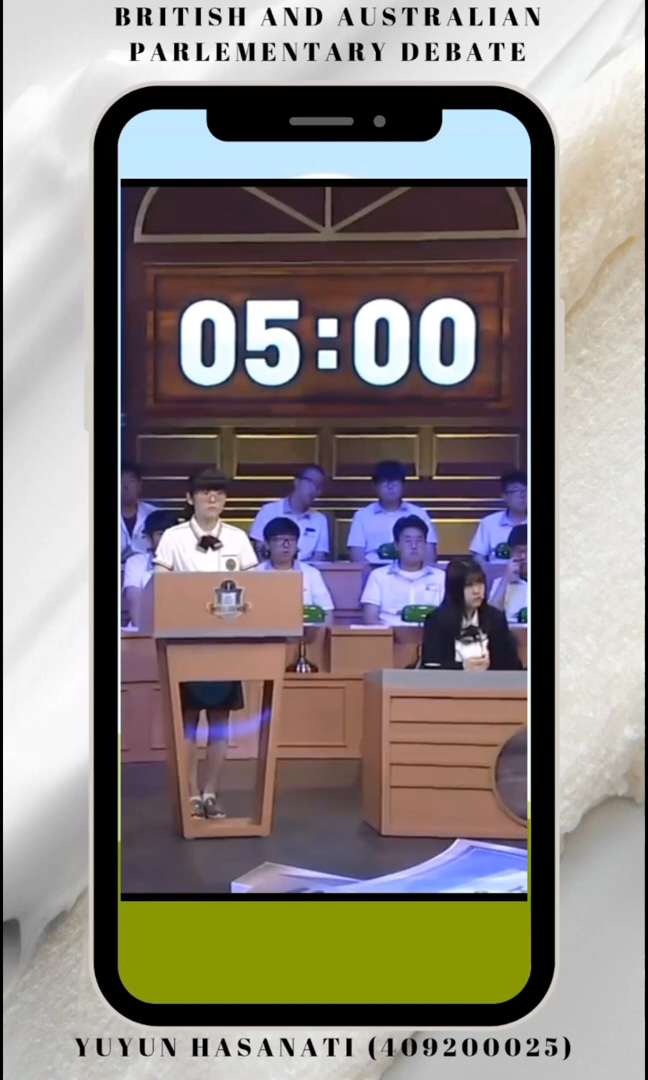 BRITISH AND AUSTRALIAN
PARLEMENTARY DEBATE
05:00
YUYUN HASANATI (409200025)